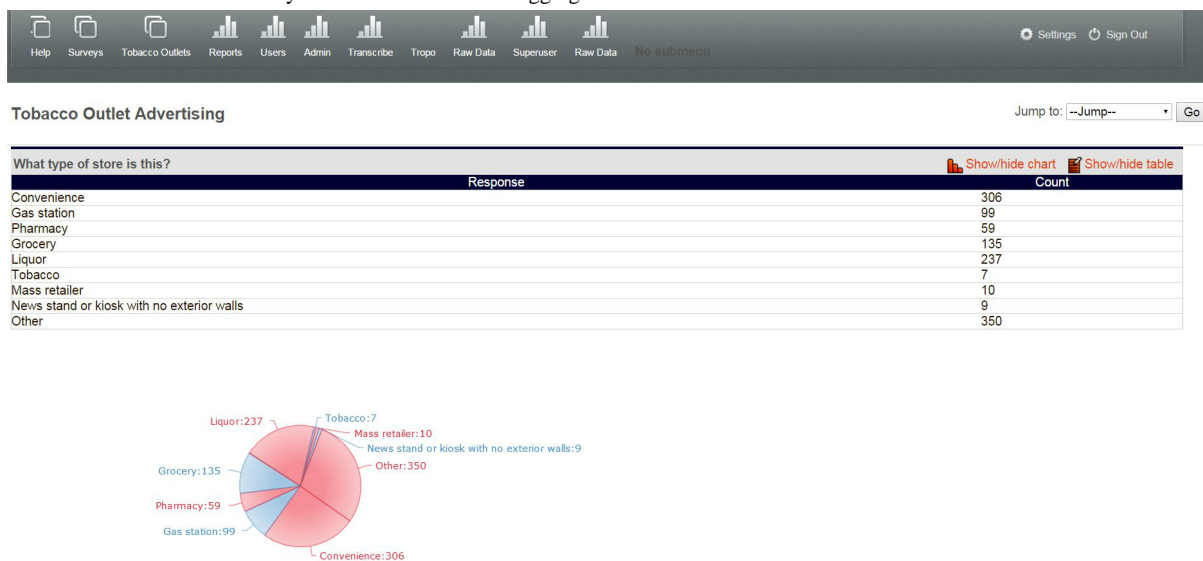 Help Surveys Tobacco Outlets Reports Users Admin Transcribe Tropo Raw Data Superuser Raw Data No submenu Settings Sign Out
Tobacco Outlet Advertising Jump to: --Jump-- Go
What type of store is this? Show/hide chart Show/hide table
Response Count
Convenience 306
Gas station 99
Pharmacy 59
Grocery 135
Liquor 237
Tobacco 7
Mass retailer 10
News stand or kiosk with no exterior walls 9
Other 350
Liquor:237 Tobacco:7
Mass retailer:10
News stand or kiosk with no exterior walls:9
Grocery:135 Other:350
Pharmacy:59
Gas station:99
Convenience:306